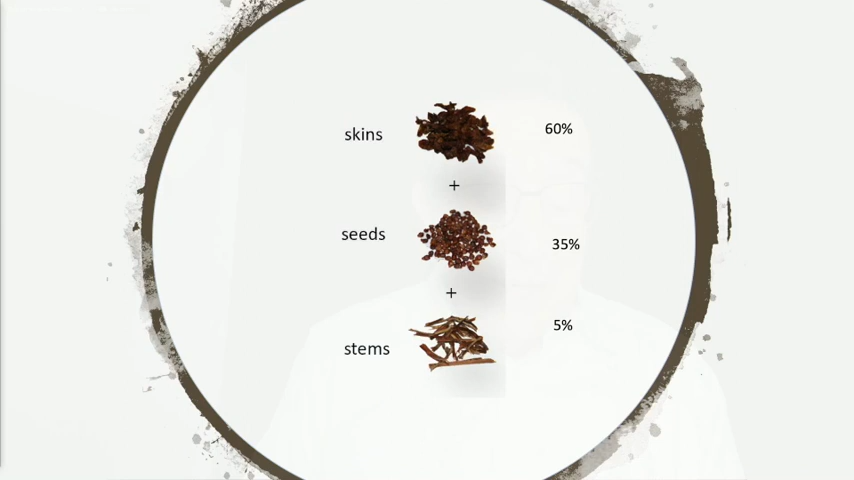 skins 60%
+
seeds 35%
+
stems 5%